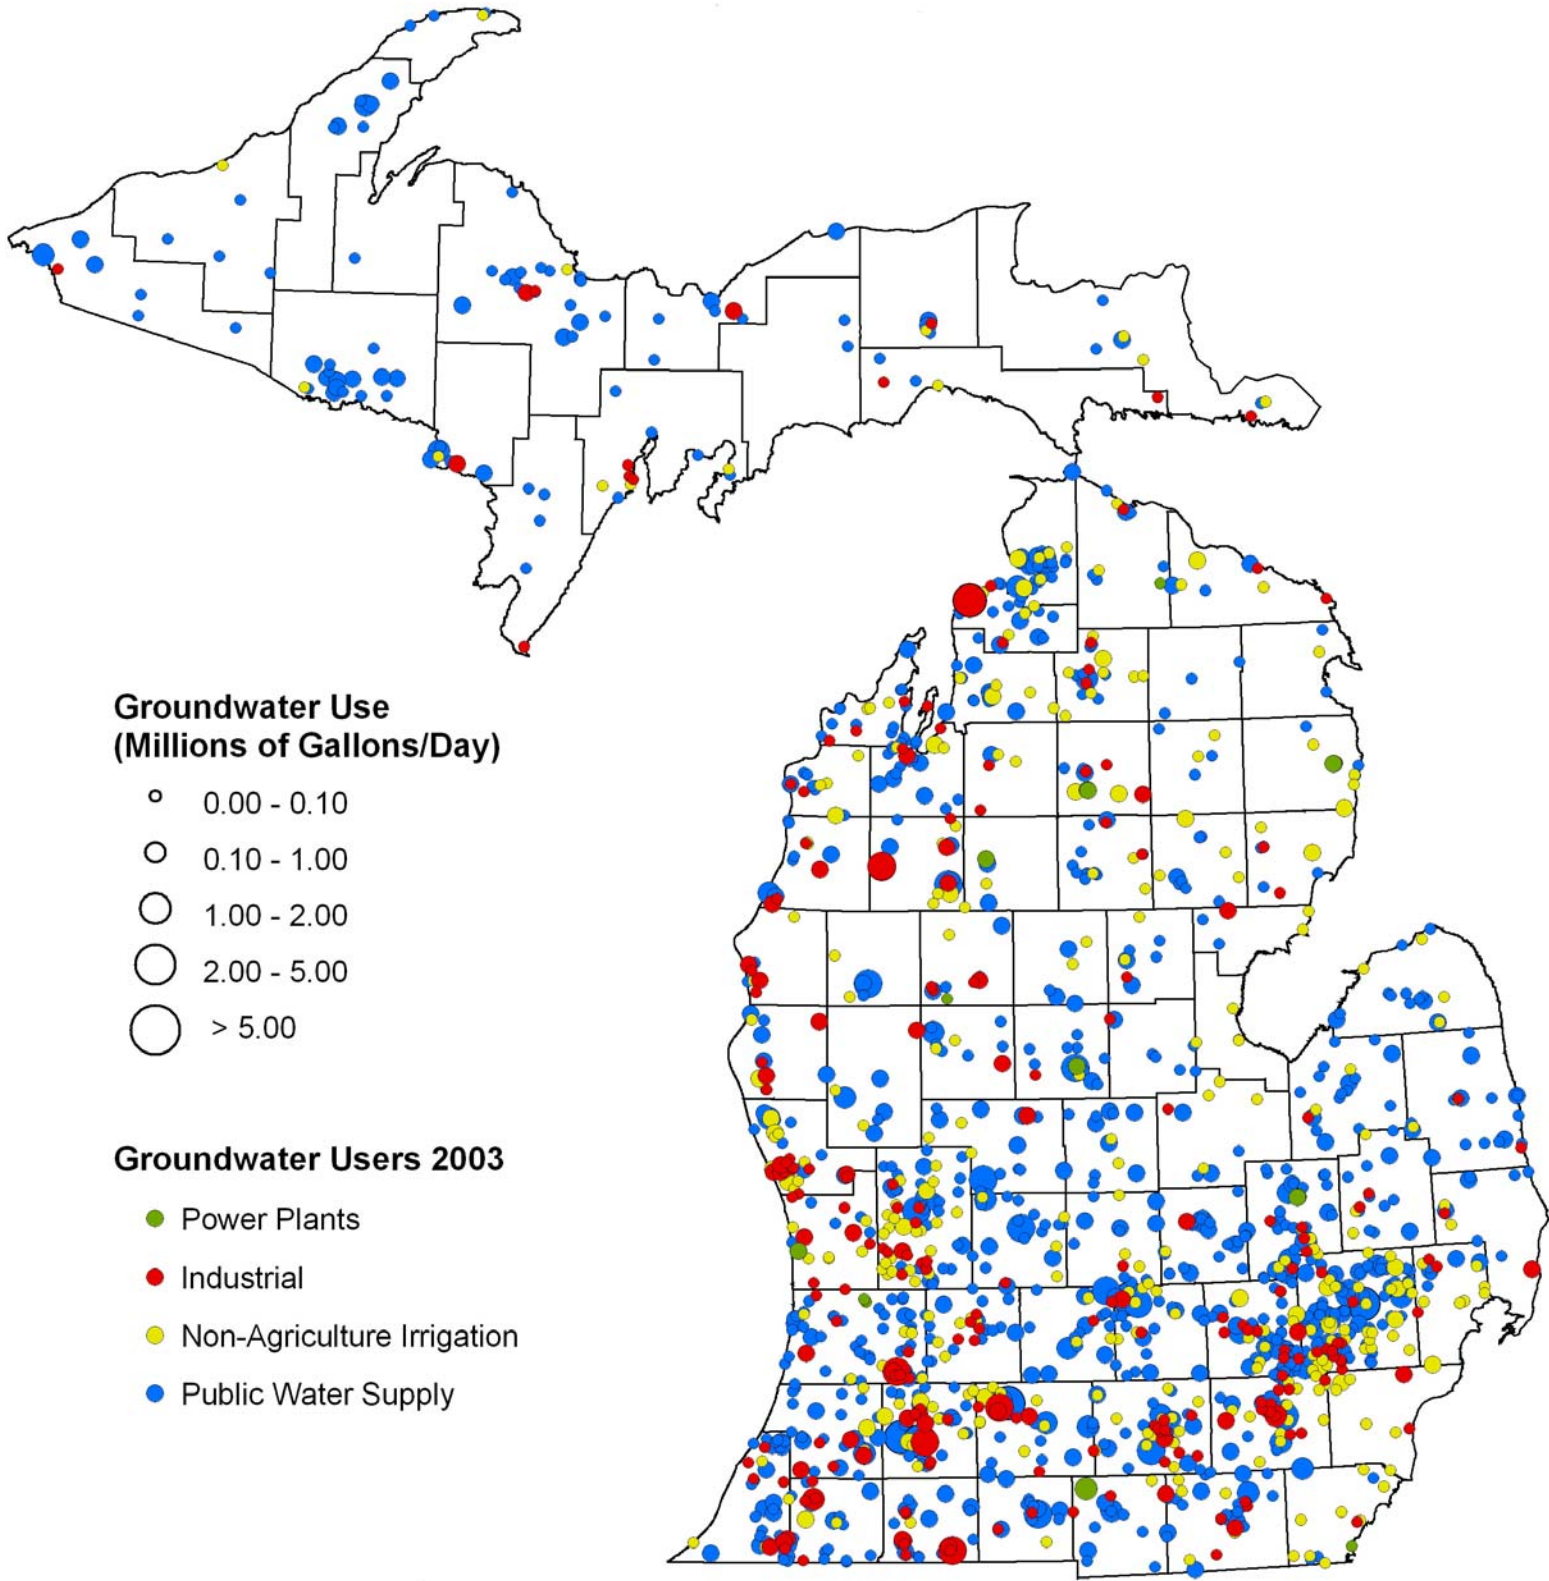 Groundwater Use
(Millions of Gallons/Day)
0.00 - 0.10
0.10 - 1.00
1.00 - 2.00
2.00 - 5.00
> 5.00
Groundwater Users 2003
Power Plants
Industrial
Non-Agriculture Irrigation
Public Water Supply